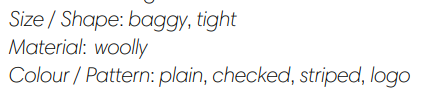 Size / Shape: baggy, tight
Material: woolly
Colour / Pattern: plain, checked, striped, logo